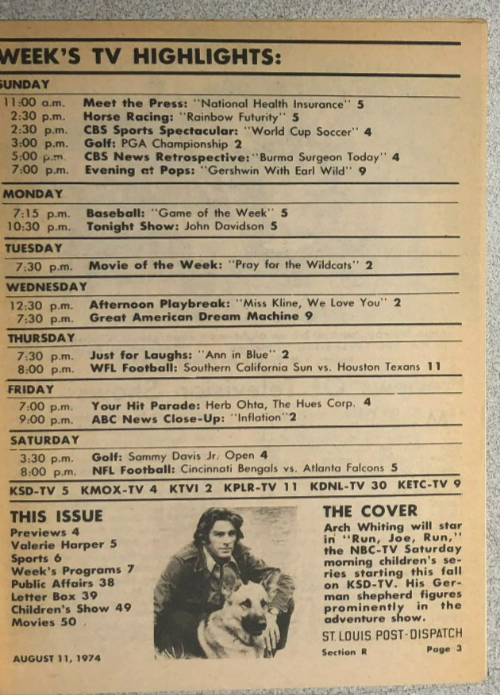 WEEK'S TV HIGHLIGHTS:
SUNDAY
11:00 a.m. Meet the Press: "National Health Insurance" 5
2:30 p.m. Horse Racing: "Rainbow Futurity" 5
2:30 p.m. CBS Sports Spectacular: "World Cup Soccer" 4
3:00 p.m. Golf: PGA Championship 2
5:00 p.m. CBS News Retrospective: "Burma Surgeon Today" 4
7:00 p.m. Evening at Pops: "Gershwin With Earl Wild" 9
MONDAY
7:15 p.m. Baseball: "Game of the Week" 5
10:30 p.m. Tonight Show: John Davidson 5
TUESDAY
7:30 p.m. Movie of the Week: "Pray for the Wildcats" 2
WEDNESDAY
12:30 p.m. Afternoon Playbreak: "Miss Kline, We Love You" 2
7:30 p.m. Great American Dream Machine 9
THURSDAY
7:30 p.m. Just for Laughs: "Ann in Blue" 2
8:00 p.m. WFL Football: Southern California Sun vs. Houston Texans 11
FRIDAY
7:00 p.m. Your Hit Parade: Herb Ohta, The Hues Corp. 4
9:00 p.m. ABC News Close-Up: "Inflation" 2
SATURDAY
3:30 p.m. Golf: Sammy Davis Jr. Open 4
8:00 p.m. NFL Football: Cincinnati Bengals vs. Atlanta Falcons 5
KSD-TV 5 KMOX-TV 4 KTVI 2 KPLR-TV 11 KDNL-TV 30 KETC-TV 9
THIS ISSUE
Previews 4
Valerie Harper 5
Sports 6
Week's Programs 7
Public Affairs 38
Letter Box 39
Children's Show 49
Movies 50
AUGUST 11, 1974
THE COVER
Arch Whiting will star
in "Run, Joe, Run,"
the NBC-TV Saturday
morning children's se-
ries starting this fall
on KSD-TV. His Ger-
man shepherd figures
prominently in the
adventure show.
ST. LOUIS POST-DISPATCH
Section R Page 3